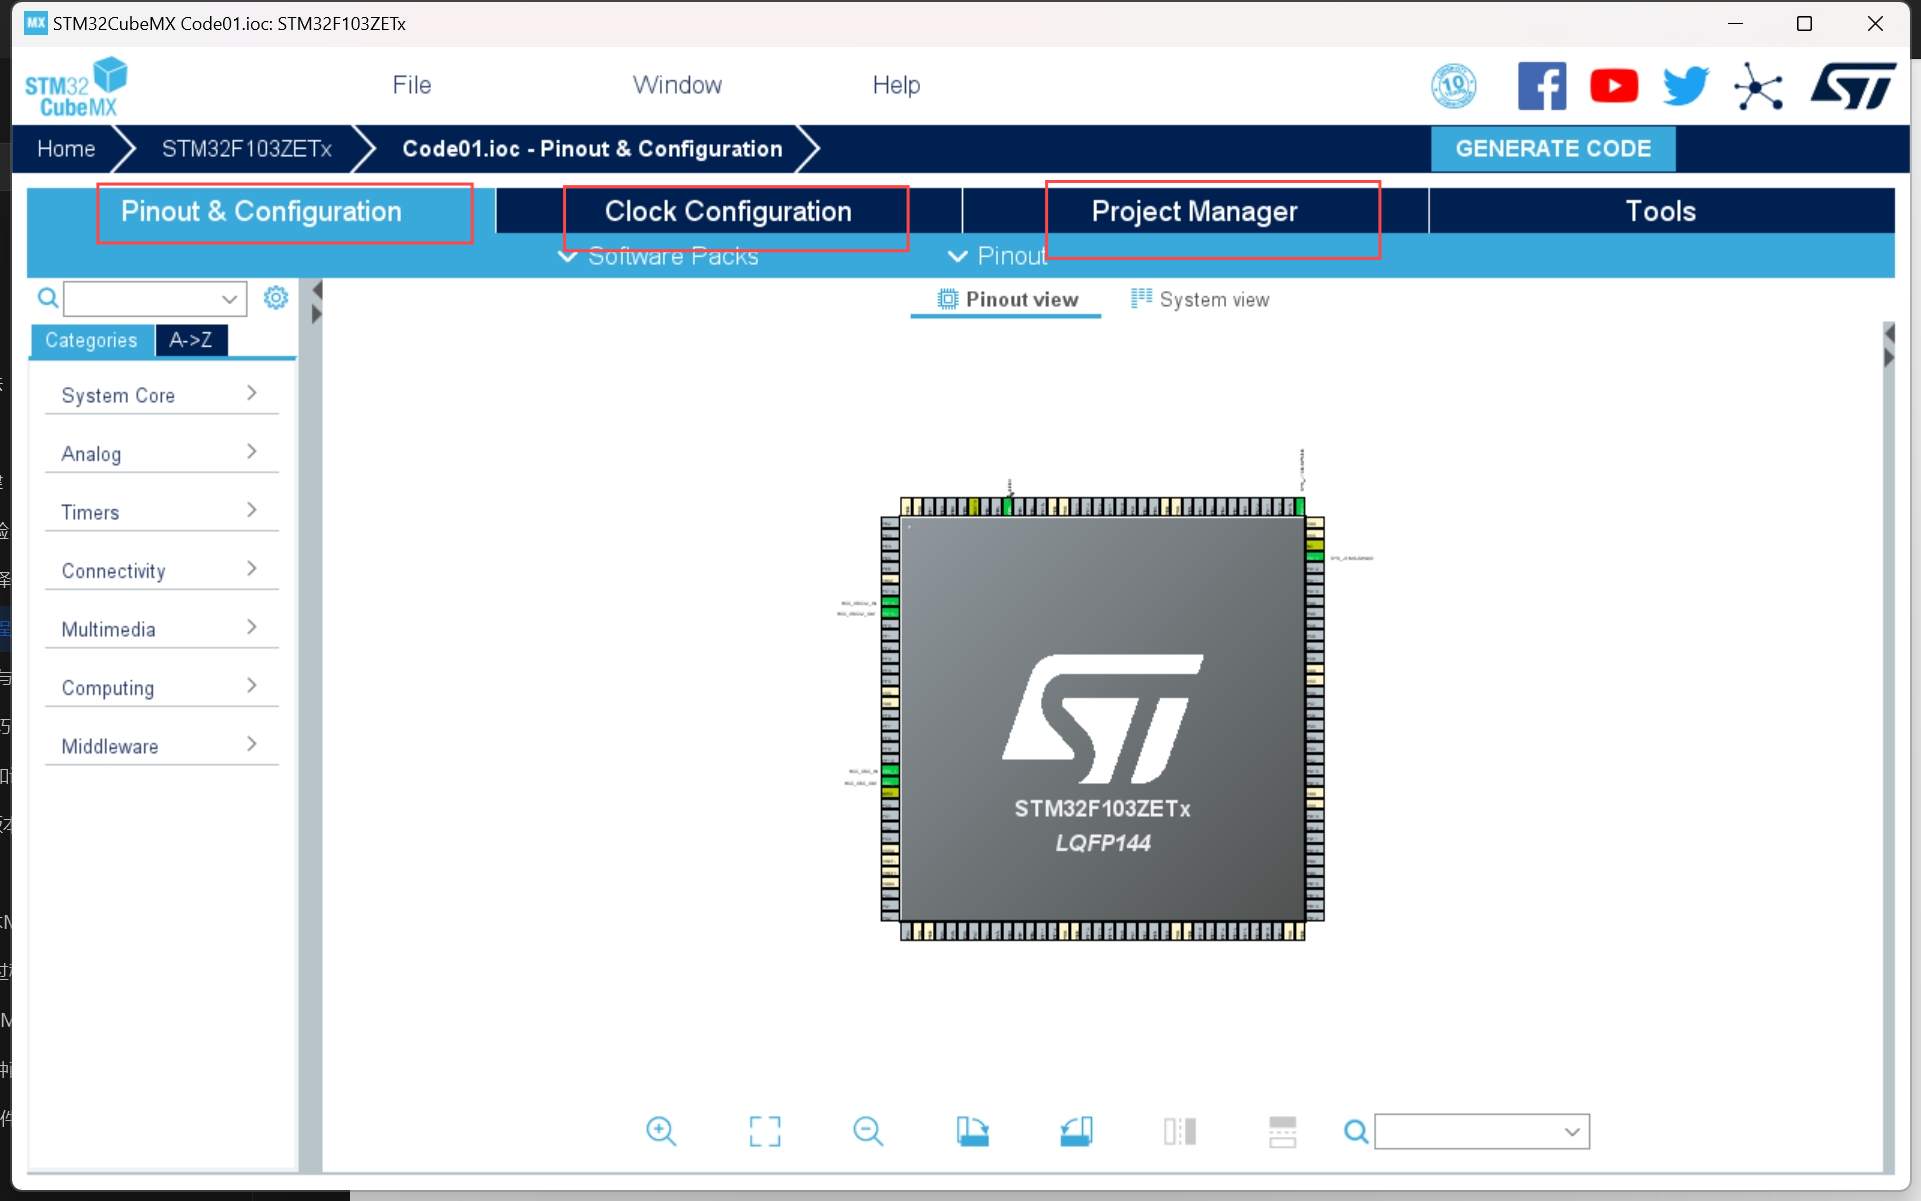 MX STM32CubeMX Code01.ioc: STM32F103ZETx
STM32 CubeMX
File Window Help
10
Home STM32F103ZETx Code01.ioc - Pinout & Configuration GENERATE CODE
Pinout & Configuration Clock Configuration Project Manager Tools
Software Packs Pinout
Pinout view System view
Categories A->Z
System Core
Analog
Timers
Connectivity
Multimedia
Computing
Middleware
ST
STM32F103ZETx
LQFP144